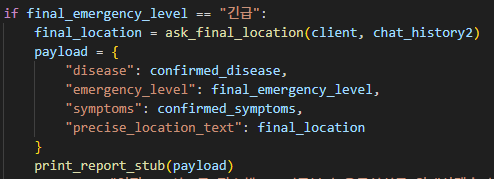 if final_emergency_level == "긴급":
    final_location = ask_final_location(client, chat_history2)
    payload = {
        "disease": confirmed_disease,
        "emergency_level": final_emergency_level,
        "symptoms": confirmed_symptoms,
        "precise_location_text": final_location
    }
    print_report_stub(payload)